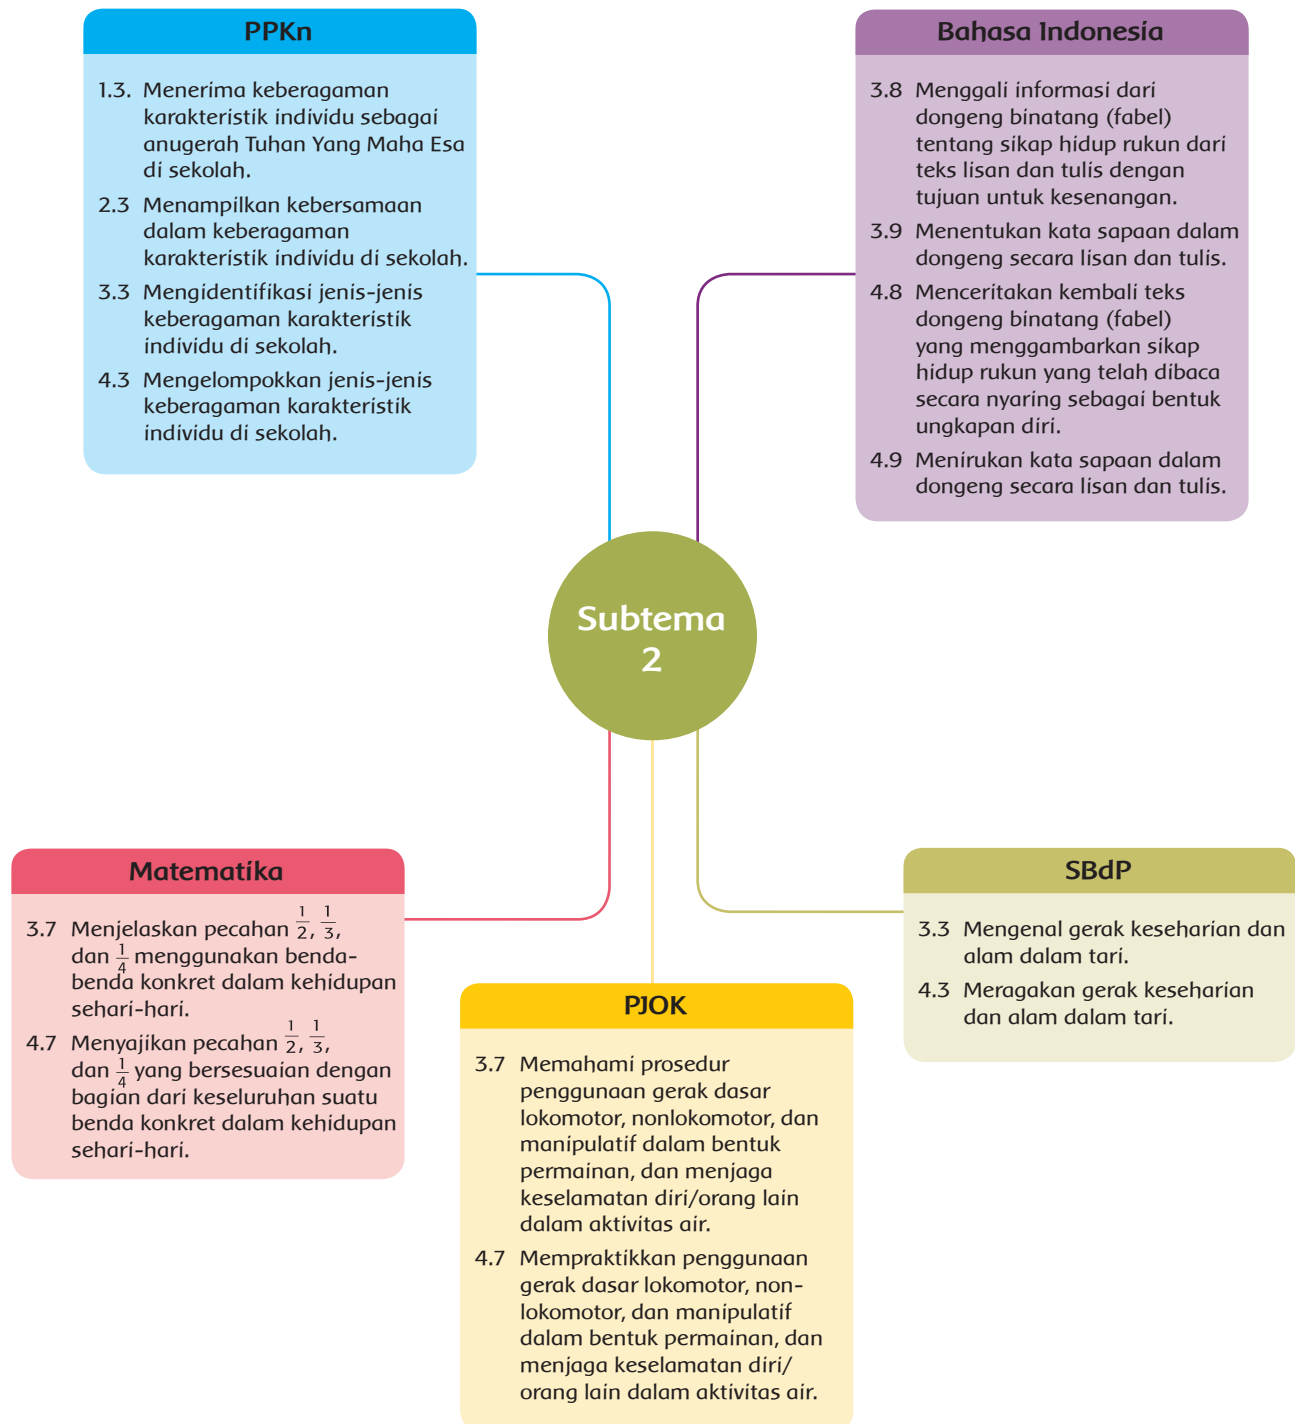 PPKn
1.3. Menerima keberagaman
karakteristik individu sebagai
anugerah Tuhan Yang Maha Esa
di sekolah.
2.3 Menampilkan kebersamaan
dalam keberagaman
karakteristik individu di sekolah.
3.3 Mengidentifikasi jenis-jenis
keberagaman karakteristik
individu di sekolah.
4.3 Mengelompokkan jenis-jenis
keberagaman karakteristik
individu di sekolah.
Bahasa Indonesia
3.8 Menggali informasi dari
dongeng binatang (fabel)
tentang sikap hidup rukun dari
teks lisan dan tulis dengan
tujuan untuk kesenangan.
3.9 Menentukan kata sapaan dalam
dongeng secara lisan dan tulis.
4.8 Menceritakan kembali teks
dongeng binatang (fabel)
yang menggambarkan sikap
hidup rukun yang telah dibaca
secara nyaring sebagai bentuk
ungkapan diri.
4.9 Menirukan kata sapaan dalam
dongeng secara lisan dan tulis.
Subtema
2
Matematika
3.7 Menjelaskan pecahan 1/2, 1/3,
dan 1/4 menggunakan benda-
benda konkret dalam kehidupan
sehari-hari.
4.7 Menyajikan pecahan 1/2, 1/3,
dan 1/4 yang bersesuaian dengan
bagian dari keseluruhan suatu
benda konkret dalam kehidupan
sehari-hari.
PJOK
3.7 Memahami prosedur
penggunaan gerak dasar
lokomotor, nonlokomotor, dan
manipulatif dalam bentuk
permainan, dan menjaga
keselamatan diri/orang lain
dalam aktivitas air.
4.7 Mempraktikkan penggunaan
gerak dasar lokomotor, non-
lokomotor, dan manipulatif
dalam bentuk permainan, dan
menjaga keselamatan diri/
orang lain dalam aktivitas air.
SBdP
3.3 Mengenal gerak keseharian dan
alam dalam tari.
4.3 Meragakan gerak keseharian
dan alam dalam tari.